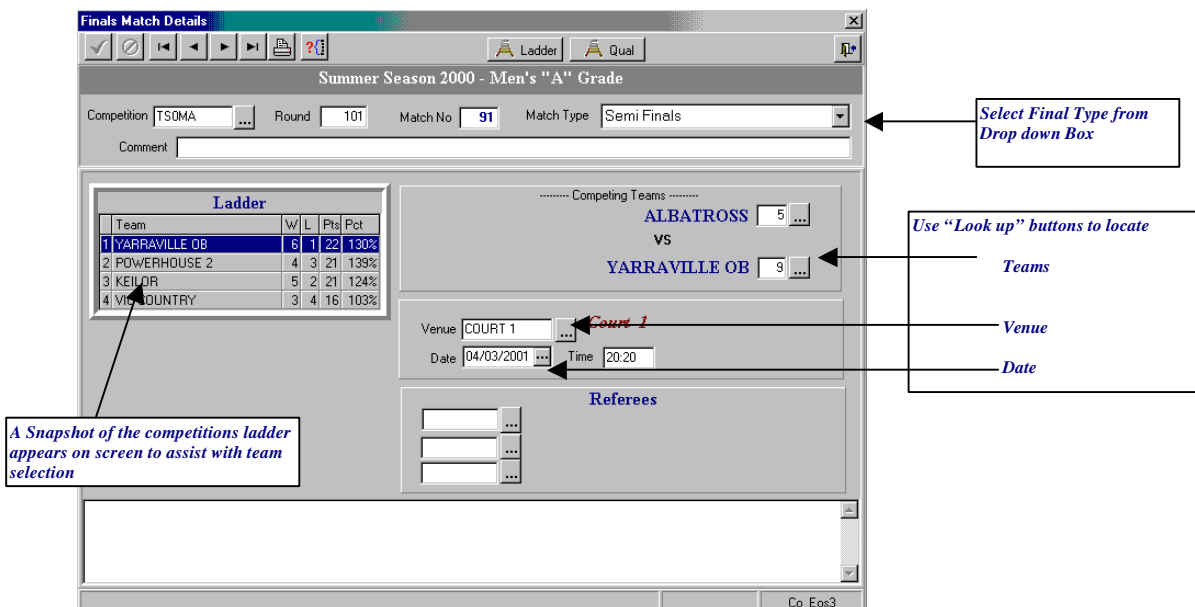 Finals Match Details
Ladder Qual
Summer Season 2000 - Men's "A" Grade
Competition TS0MA ... Round 101 Match No 91 Match Type Semi Finals
Comment
Select Final Type from
Drop down Box
Ladder
Team W L Pts Pct
1 YARRAVILLE OB 6 1 22 130%
2 POWERHOUSE 2 4 3 21 139%
3 KEILOR 5 2 21 124%
4 VIC COUNTRY 3 4 16 103%
-------- Competing Teams --------
ALBATROSS 5 ...
VS
YARRAVILLE OB 9 ...
Use “Look up” buttons to locate
Teams
Venue
Date
Venue COURT 1 ... Court 1
Date 04/03/2001 ... Time 20:20
Referees
...
...
...
A Snapshot of the competitions ladder
appears on screen to assist with team
selection
Co_Eos3